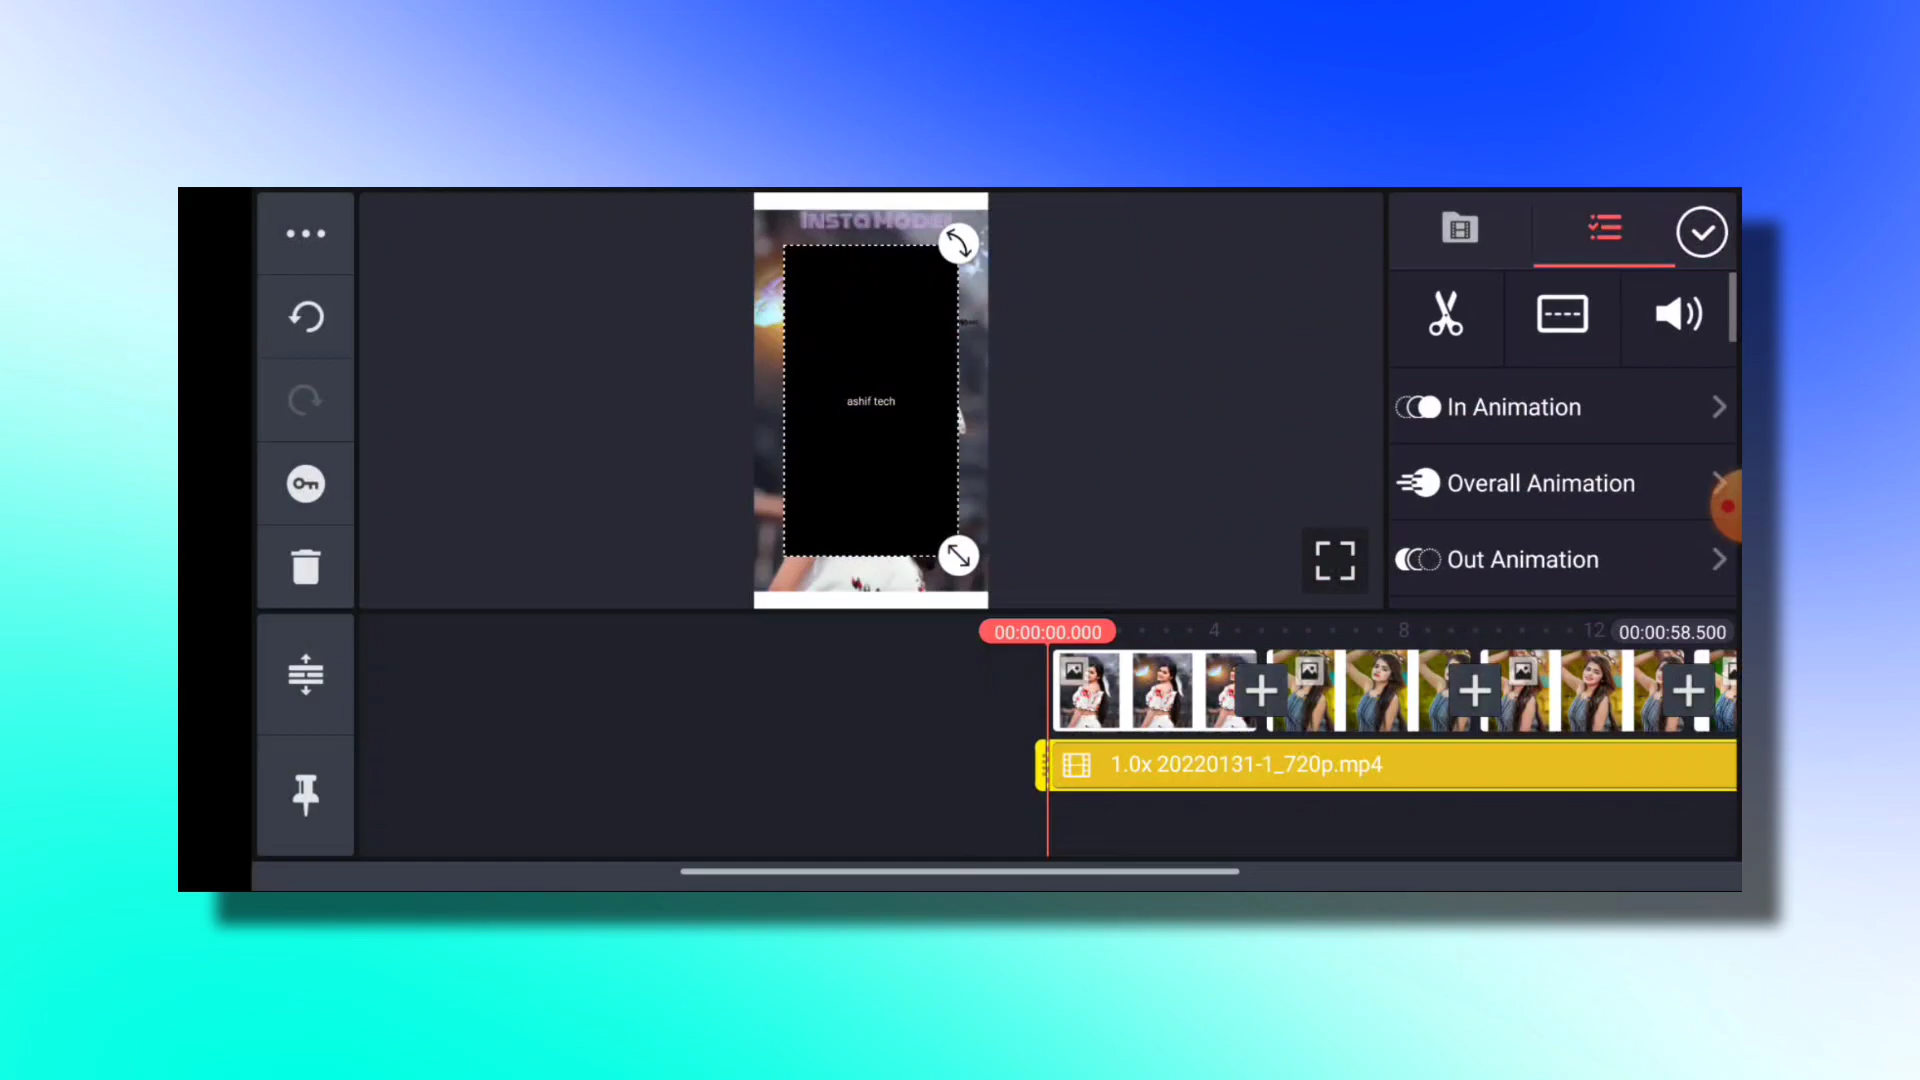 INSTAMODEL
ashif tech
In Animation
Overall Animation
Out Animation
00:00:00.000
4
8
12
00:00:58.500
1.0x 20220131-1_720p.mp4